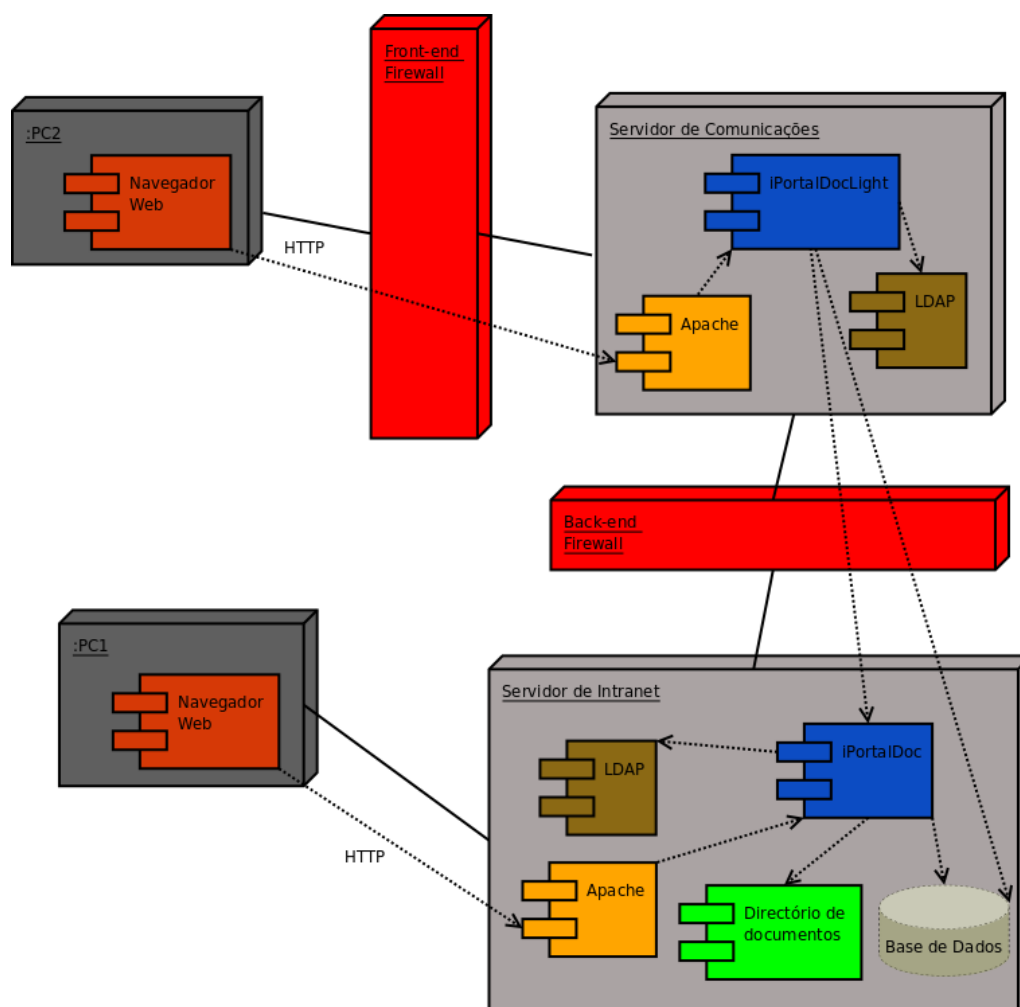 Front-end
Firewall
:PC2
Navegador
Web
HTTP
Servidor de Comunicações
iPortalDocLight
LDAP
Apache
Back-end
Firewall
:PC1
Navegador
Web
HTTP
Servidor de Intranet
iPortalDoc
LDAP
Apache
Directório de
documentos
Base de Dados